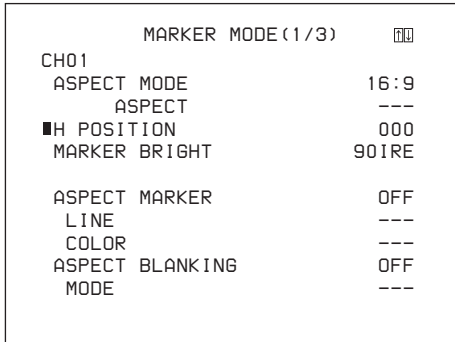 MARKER MODE(1/3) ↑↓
CH01
ASPECT MODE 16:9
ASPECT ---
■H POSITION 000
MARKER BRIGHT 90IRE
ASPECT MARKER OFF
LINE ---
COLOR ---
ASPECT BLANKING OFF
MODE ---